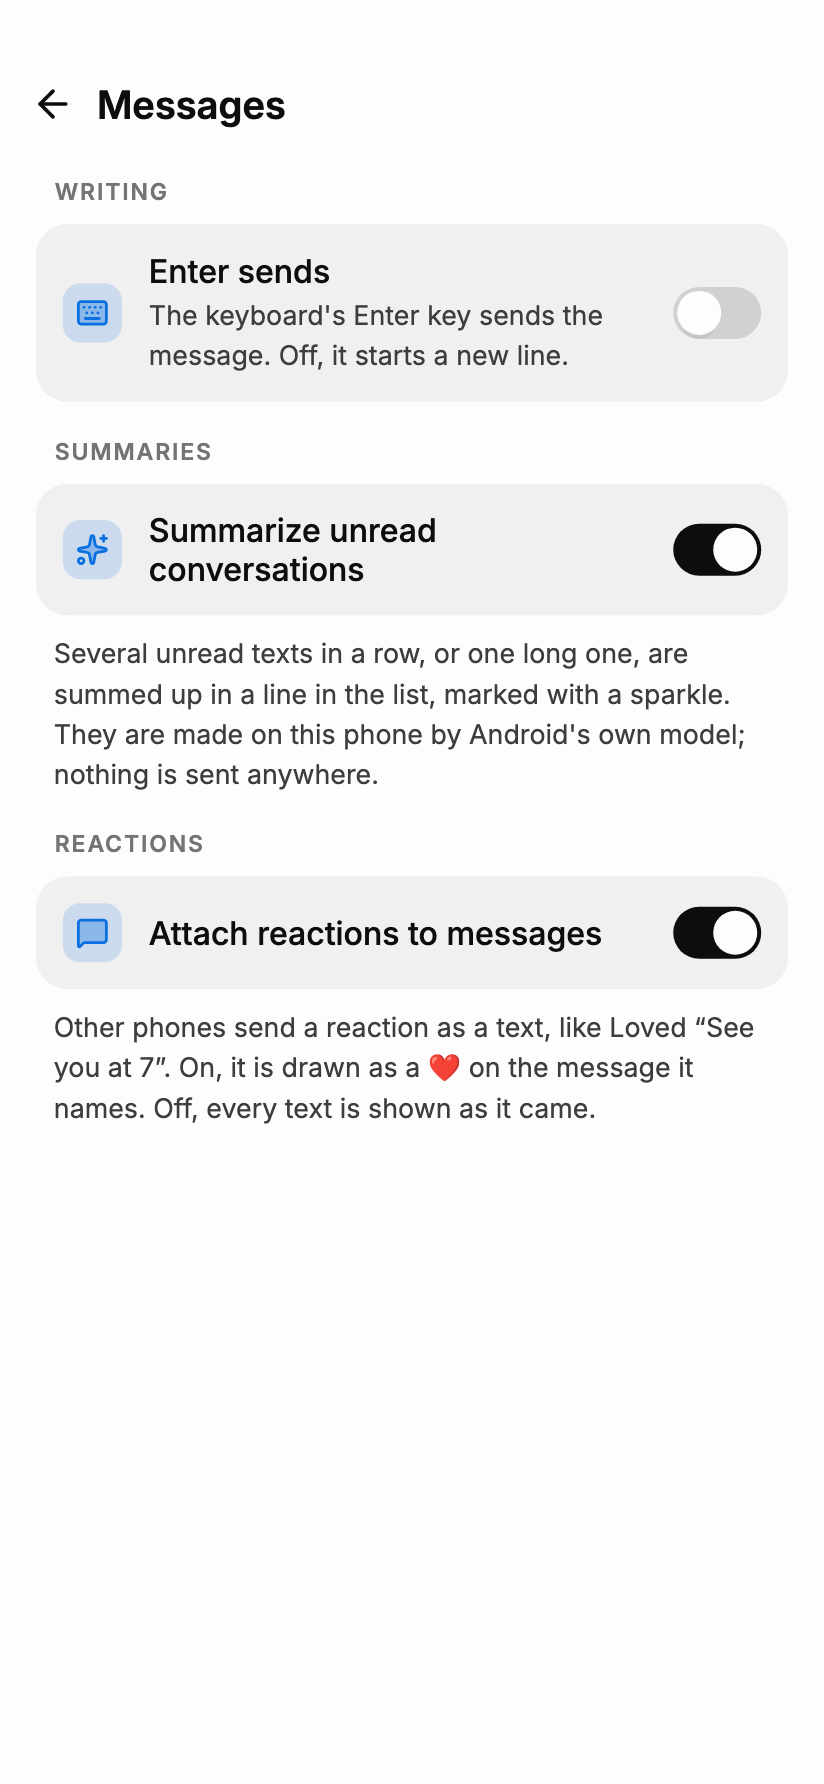 Messages
WRITING
Enter sends
The keyboard's Enter key sends the
message. Off, it starts a new line.
SUMMARIES
Summarize unread
conversations
Several unread texts in a row, or one long one, are
summed up in a line in the list, marked with a sparkle.
They are made on this phone by Android's own model;
nothing is sent anywhere.
REACTIONS
Attach reactions to messages
Other phones send a reaction as a text, like Loved “See
you at 7”. On, it is drawn as a ❤️ on the message it
names. Off, every text is shown as it came.